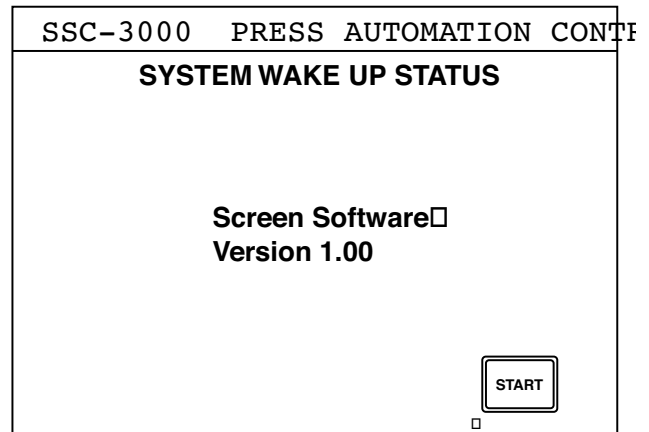 SSC-3000 PRESS AUTOMATION CONT
SYSTEM WAKE UP STATUS
Screen Software
Version 1.00
START